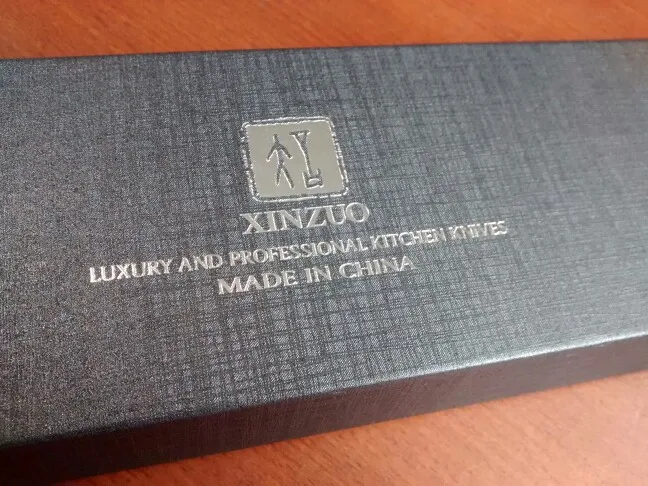 XINZUO
LUXURY AND PROFESSIONAL KITCHEN KNIVES
MADE IN CHINA